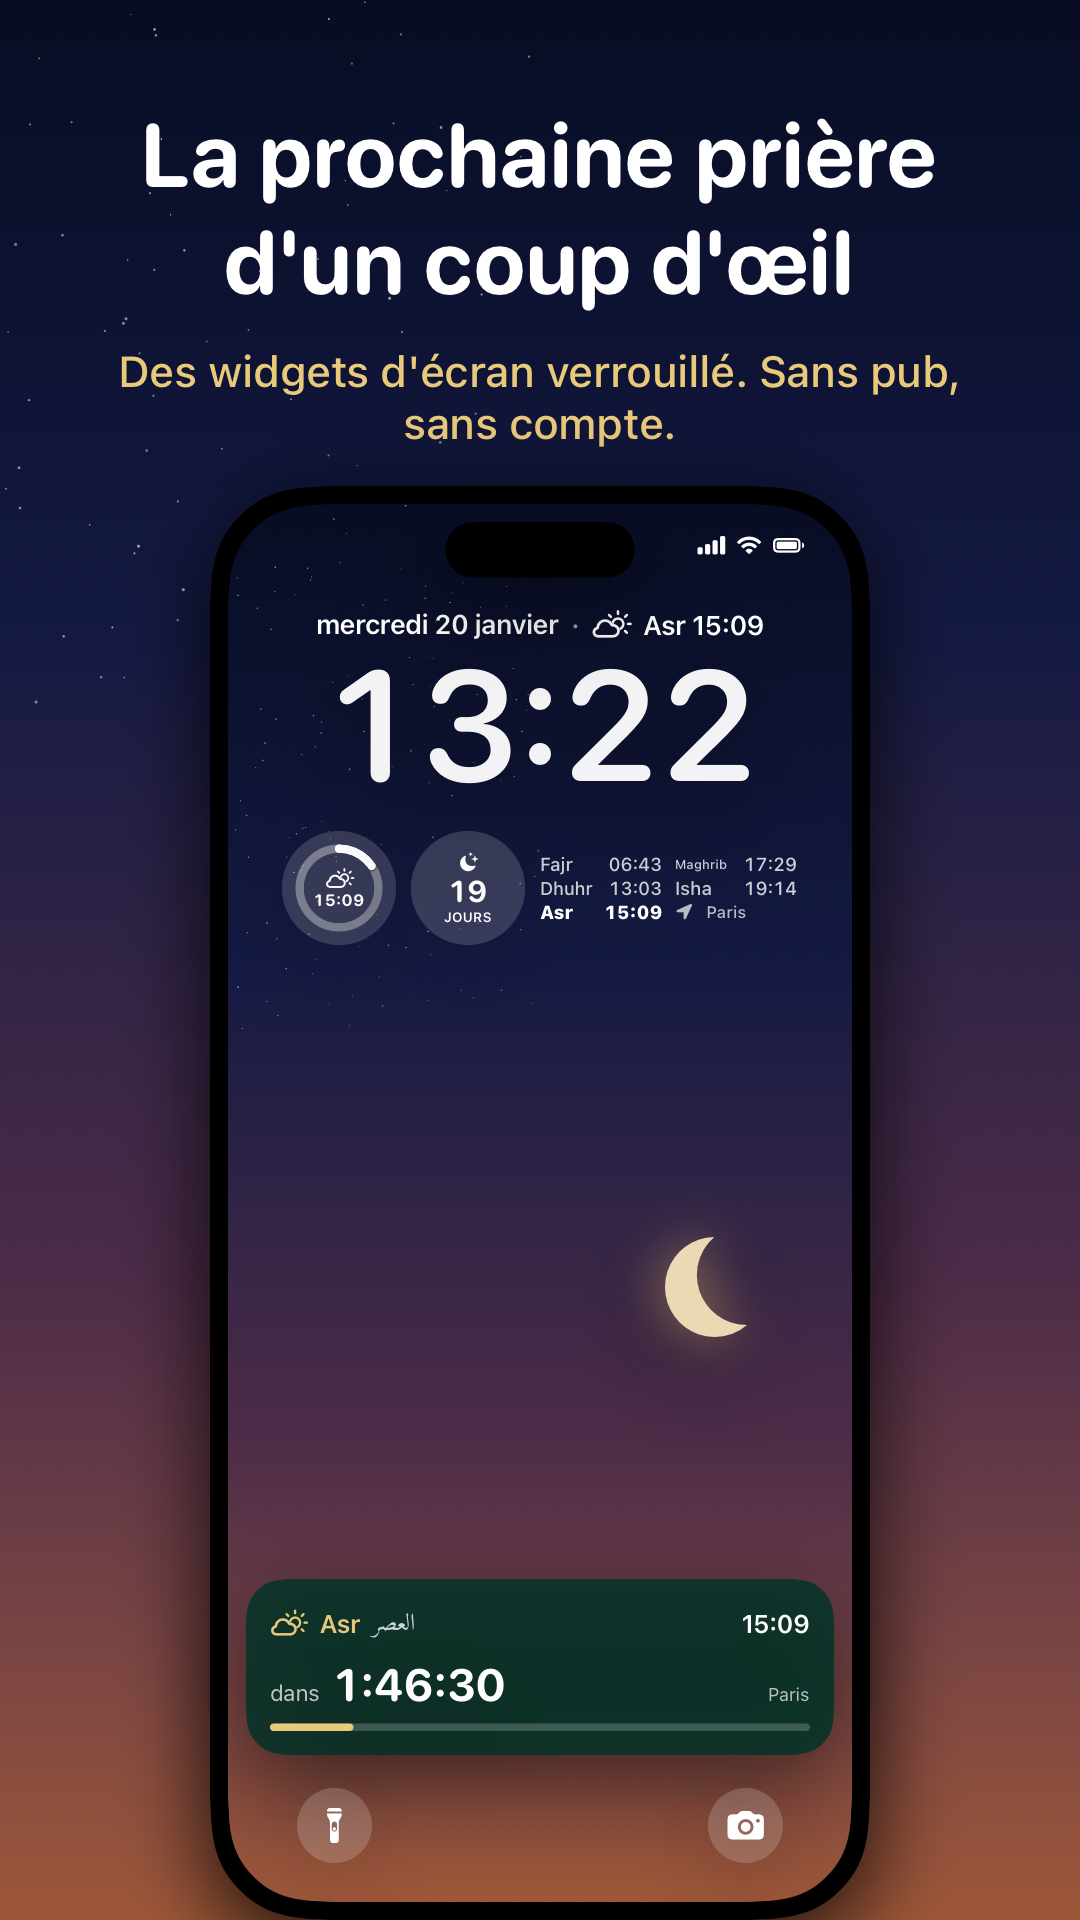 La prochaine prière
d'un coup d'œil
Des widgets d'écran verrouillé. Sans pub,
sans compte.
mercredi 20 janvier · Asr 15:09
13:22
15:09
19
JOURS
Fajr 06:43 Maghrib 17:29
Dhuhr 13:03 Isha 19:14
Asr 15:09 Paris
Asr العصر 15:09
dans 1:46:30 Paris